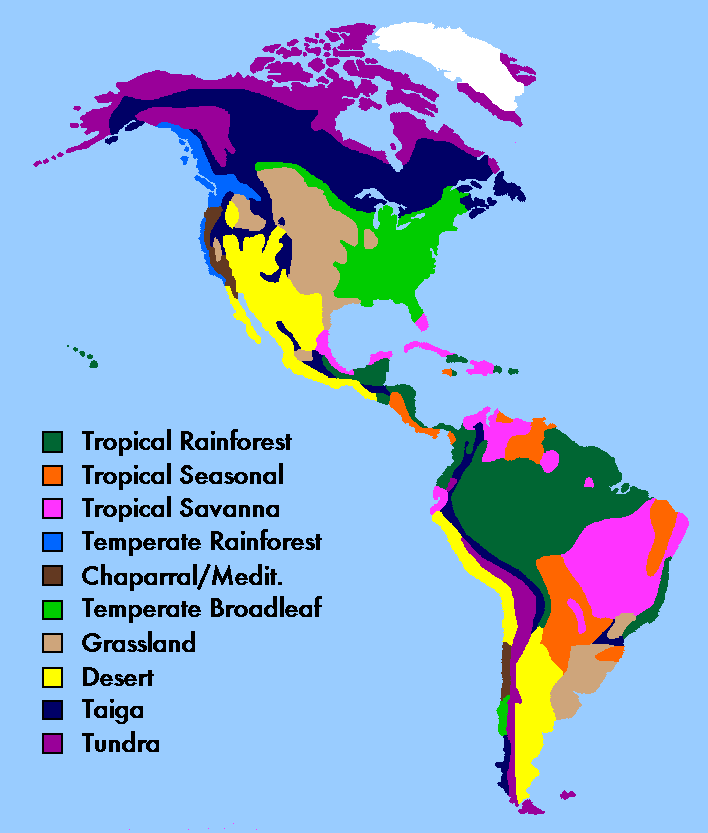 Tropical Rainforest
Tropical Seasonal
Tropical Savanna
Temperate Rainforest
Chaparral/Medit.
Temperate Broadleaf
Grassland
Desert
Taiga
Tundra